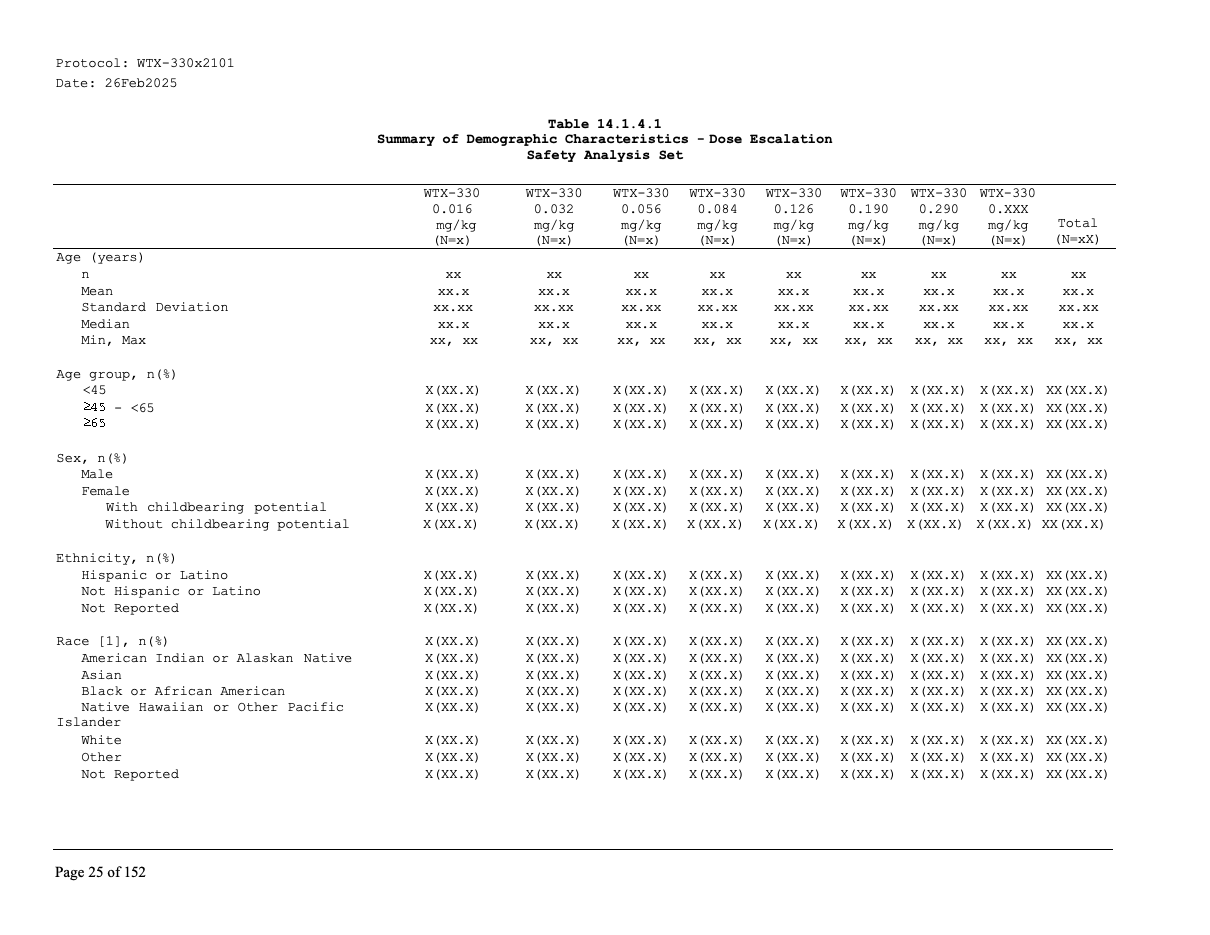 Protocol: WTX-330x2101
Date: 26Feb2025
Table 14.1.4.1
Summary of Demographic Characteristics - Dose Escalation
Safety Analysis Set
WTX-330 WTX-330 WTX-330 WTX-330 WTX-330 WTX-330 WTX-330 WTX-330
0.016 0.032 0.056 0.084 0.126 0.190 0.290 0.XXX
mg/kg mg/kg mg/kg mg/kg mg/kg mg/kg mg/kg mg/kg Total
(N=x) (N=x) (N=x) (N=x) (N=x) (N=x) (N=x) (N=x) (N=xX)
Age (years)
n xx xx xx xx xx xx xx xx xx
Mean xx.x xx.x xx.x xx.x xx.x xx.x xx.x xx.x xx.x
Standard Deviation xx.xx xx.xx xx.xx xx.xx xx.xx xx.xx xx.xx xx.xx xx.xx
Median xx.x xx.x xx.x xx.x xx.x xx.x xx.x xx.x xx.x
Min, Max xx, xx xx, xx xx, xx xx, xx xx, xx xx, xx xx, xx xx, xx xx, xx
Age group, n(%)
<45 X(XX.X) X(XX.X) X(XX.X) X(XX.X) X(XX.X) X(XX.X) X(XX.X) X(XX.X) XX(XX.X)
≥45 - <65 X(XX.X) X(XX.X) X(XX.X) X(XX.X) X(XX.X) X(XX.X) X(XX.X) X(XX.X) XX(XX.X)
≥65 X(XX.X) X(XX.X) X(XX.X) X(XX.X) X(XX.X) X(XX.X) X(XX.X) X(XX.X) XX(XX.X)
Sex, n(%)
Male X(XX.X) X(XX.X) X(XX.X) X(XX.X) X(XX.X) X(XX.X) X(XX.X) X(XX.X) XX(XX.X)
Female X(XX.X) X(XX.X) X(XX.X) X(XX.X) X(XX.X) X(XX.X) X(XX.X) X(XX.X) XX(XX.X)
With childbearing potential X(XX.X) X(XX.X) X(XX.X) X(XX.X) X(XX.X) X(XX.X) X(XX.X) X(XX.X) XX(XX.X)
Without childbearing potential X(XX.X) X(XX.X) X(XX.X) X(XX.X) X(XX.X) X(XX.X) X(XX.X) X(XX.X) XX(XX.X)
Ethnicity, n(%)
Hispanic or Latino X(XX.X) X(XX.X) X(XX.X) X(XX.X) X(XX.X) X(XX.X) X(XX.X) X(XX.X) XX(XX.X)
Not Hispanic or Latino X(XX.X) X(XX.X) X(XX.X) X(XX.X) X(XX.X) X(XX.X) X(XX.X) X(XX.X) XX(XX.X)
Not Reported X(XX.X) X(XX.X) X(XX.X) X(XX.X) X(XX.X) X(XX.X) X(XX.X) X(XX.X) XX(XX.X)
Race [1], n(%) X(XX.X) X(XX.X) X(XX.X) X(XX.X) X(XX.X) X(XX.X) X(XX.X) X(XX.X) XX(XX.X)
American Indian or Alaskan Native X(XX.X) X(XX.X) X(XX.X) X(XX.X) X(XX.X) X(XX.X) X(XX.X) X(XX.X) XX(XX.X)
Asian X(XX.X) X(XX.X) X(XX.X) X(XX.X) X(XX.X) X(XX.X) X(XX.X) X(XX.X) XX(XX.X)
Black or African American X(XX.X) X(XX.X) X(XX.X) X(XX.X) X(XX.X) X(XX.X) X(XX.X) X(XX.X) XX(XX.X)
Native Hawaiian or Other Pacific X(XX.X) X(XX.X) X(XX.X) X(XX.X) X(XX.X) X(XX.X) X(XX.X) X(XX.X) XX(XX.X)
Islander
White X(XX.X) X(XX.X) X(XX.X) X(XX.X) X(XX.X) X(XX.X) X(XX.X) X(XX.X) XX(XX.X)
Other X(XX.X) X(XX.X) X(XX.X) X(XX.X) X(XX.X) X(XX.X) X(XX.X) X(XX.X) XX(XX.X)
Not Reported X(XX.X) X(XX.X) X(XX.X) X(XX.X) X(XX.X) X(XX.X) X(XX.X) X(XX.X) XX(XX.X)
Page 25 of 152